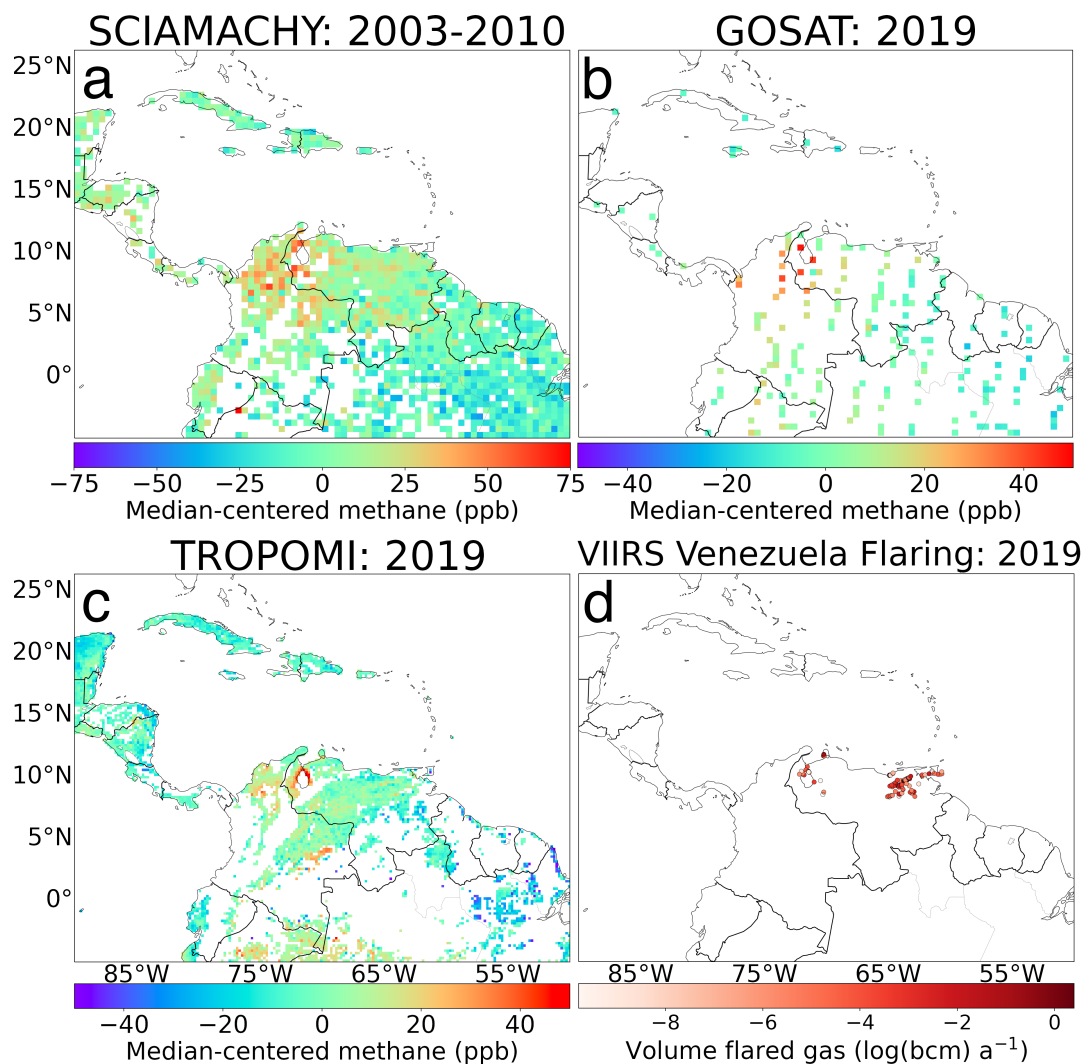 SCIAMACHY: 2003-2010
GOSAT: 2019
a
b
25°N
20°N
15°N
10°N
5°N
0°
−75 −50 −25 0 25 50 75
−40 −20 0 20 40
Median-centered methane (ppb)
Median-centered methane (ppb)
TROPOMI: 2019
VIIRS Venezuela Flaring: 2019
c
d
25°N
20°N
15°N
10°N
5°N
0°
85°W 75°W 65°W 55°W
85°W 75°W 65°W 55°W
−40 −20 0 20 40
−8 −6 −4 −2 0
Median-centered methane (ppb)
Volume flared gas (log(bcm) a⁻¹)